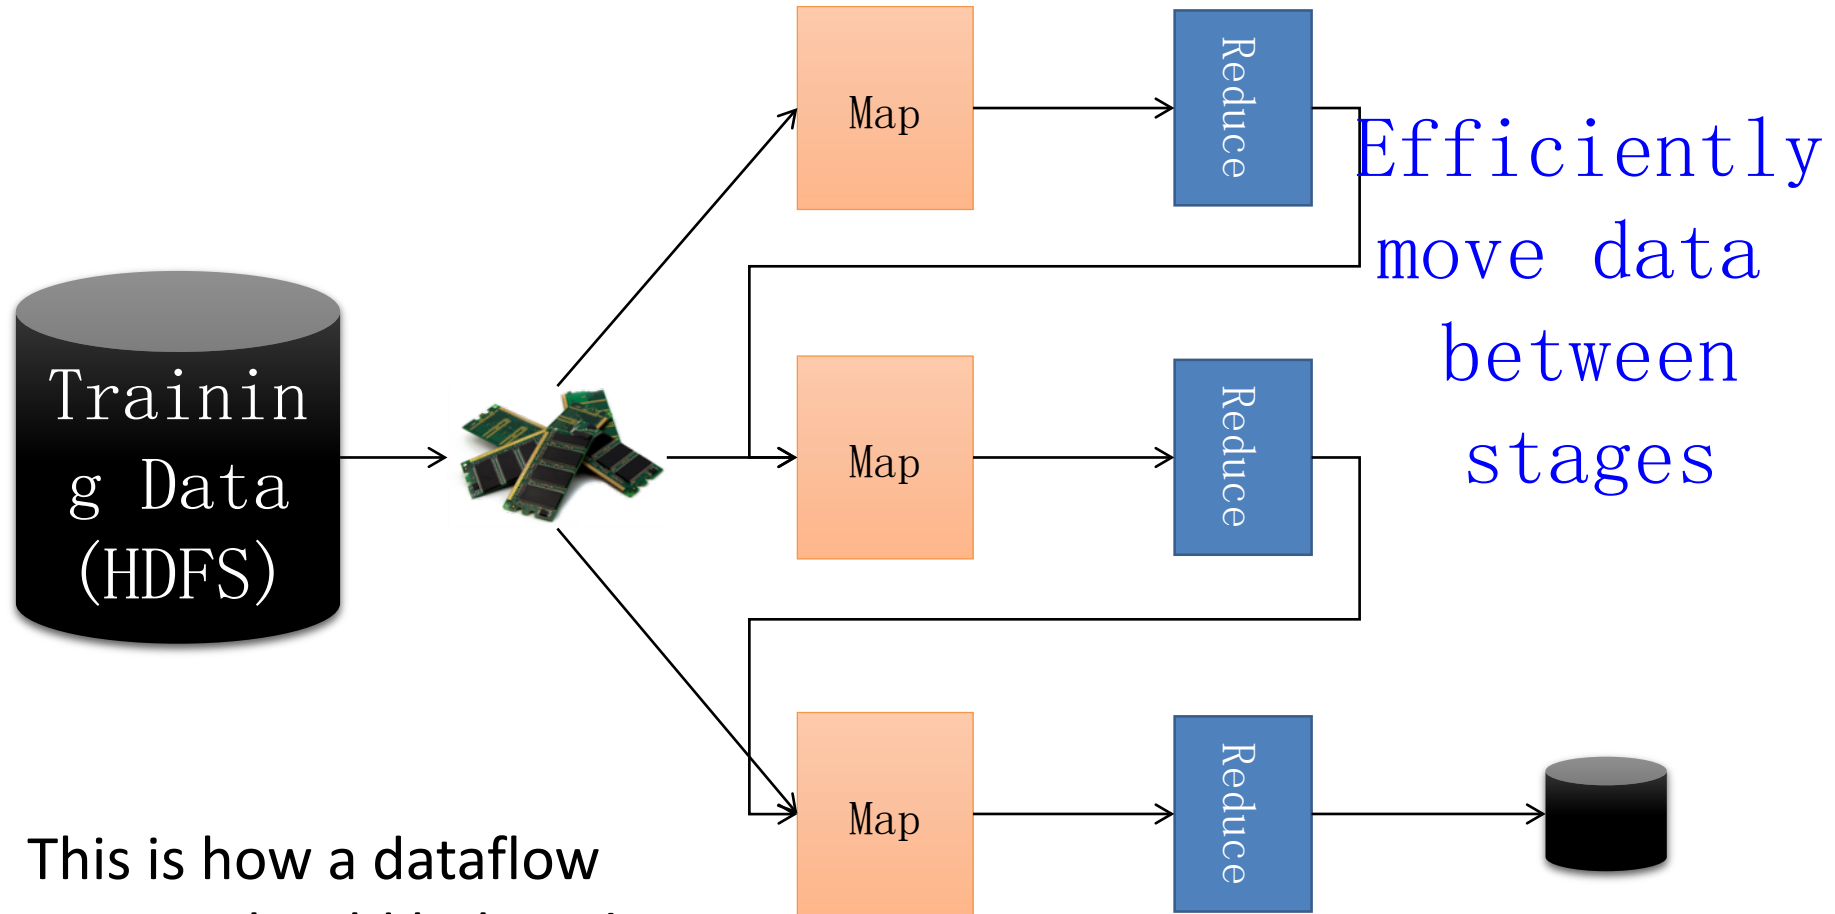 Map
Reduce
Efficiently
move data
between
stages
Trainin
g Data
(HDFS)
Map
Reduce
Map
Reduce
This is how a dataflow